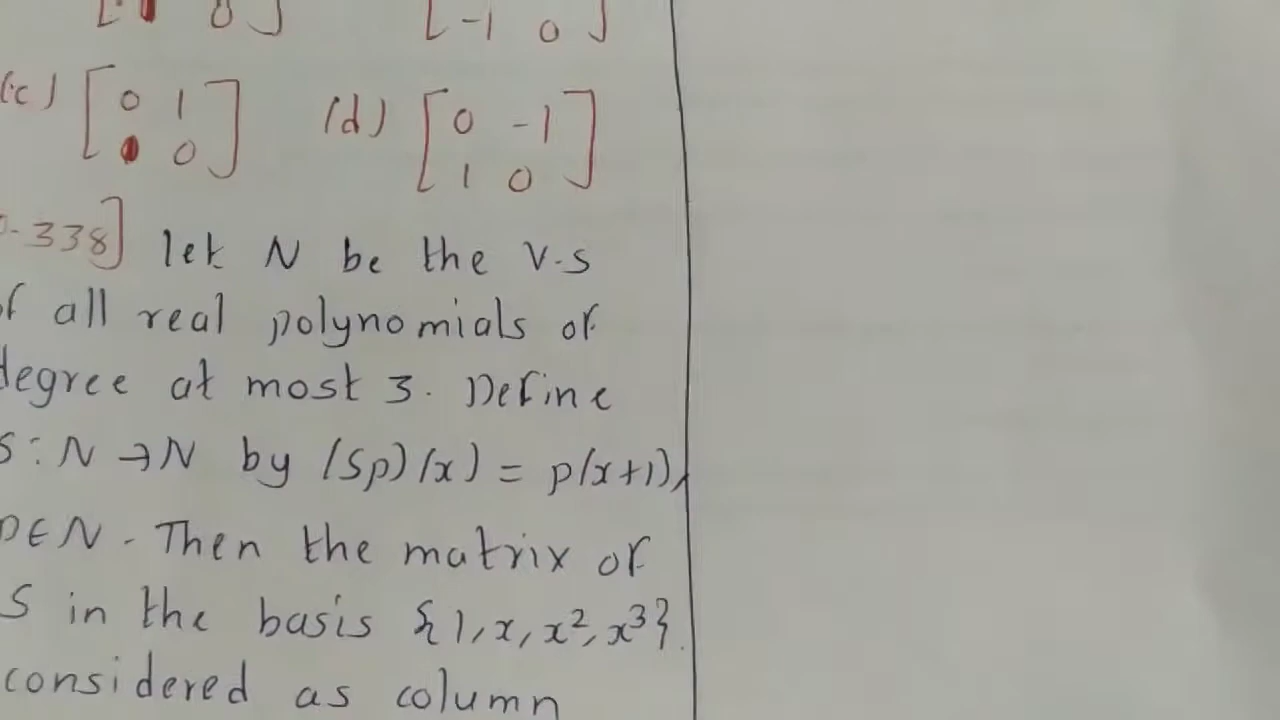 0 ] [ -1 0 ]
(c) [ 0 1 (d) [ 0 -1
0 ] 1 0 ]
338] let N be the v.s
of all real polynomials of
degree at most 3. Define
S : N → N by (Sp)(x) = p(x+1),
p∈N. Then the matrix of
S in the basis {1, x, x², x³}.
considered as column